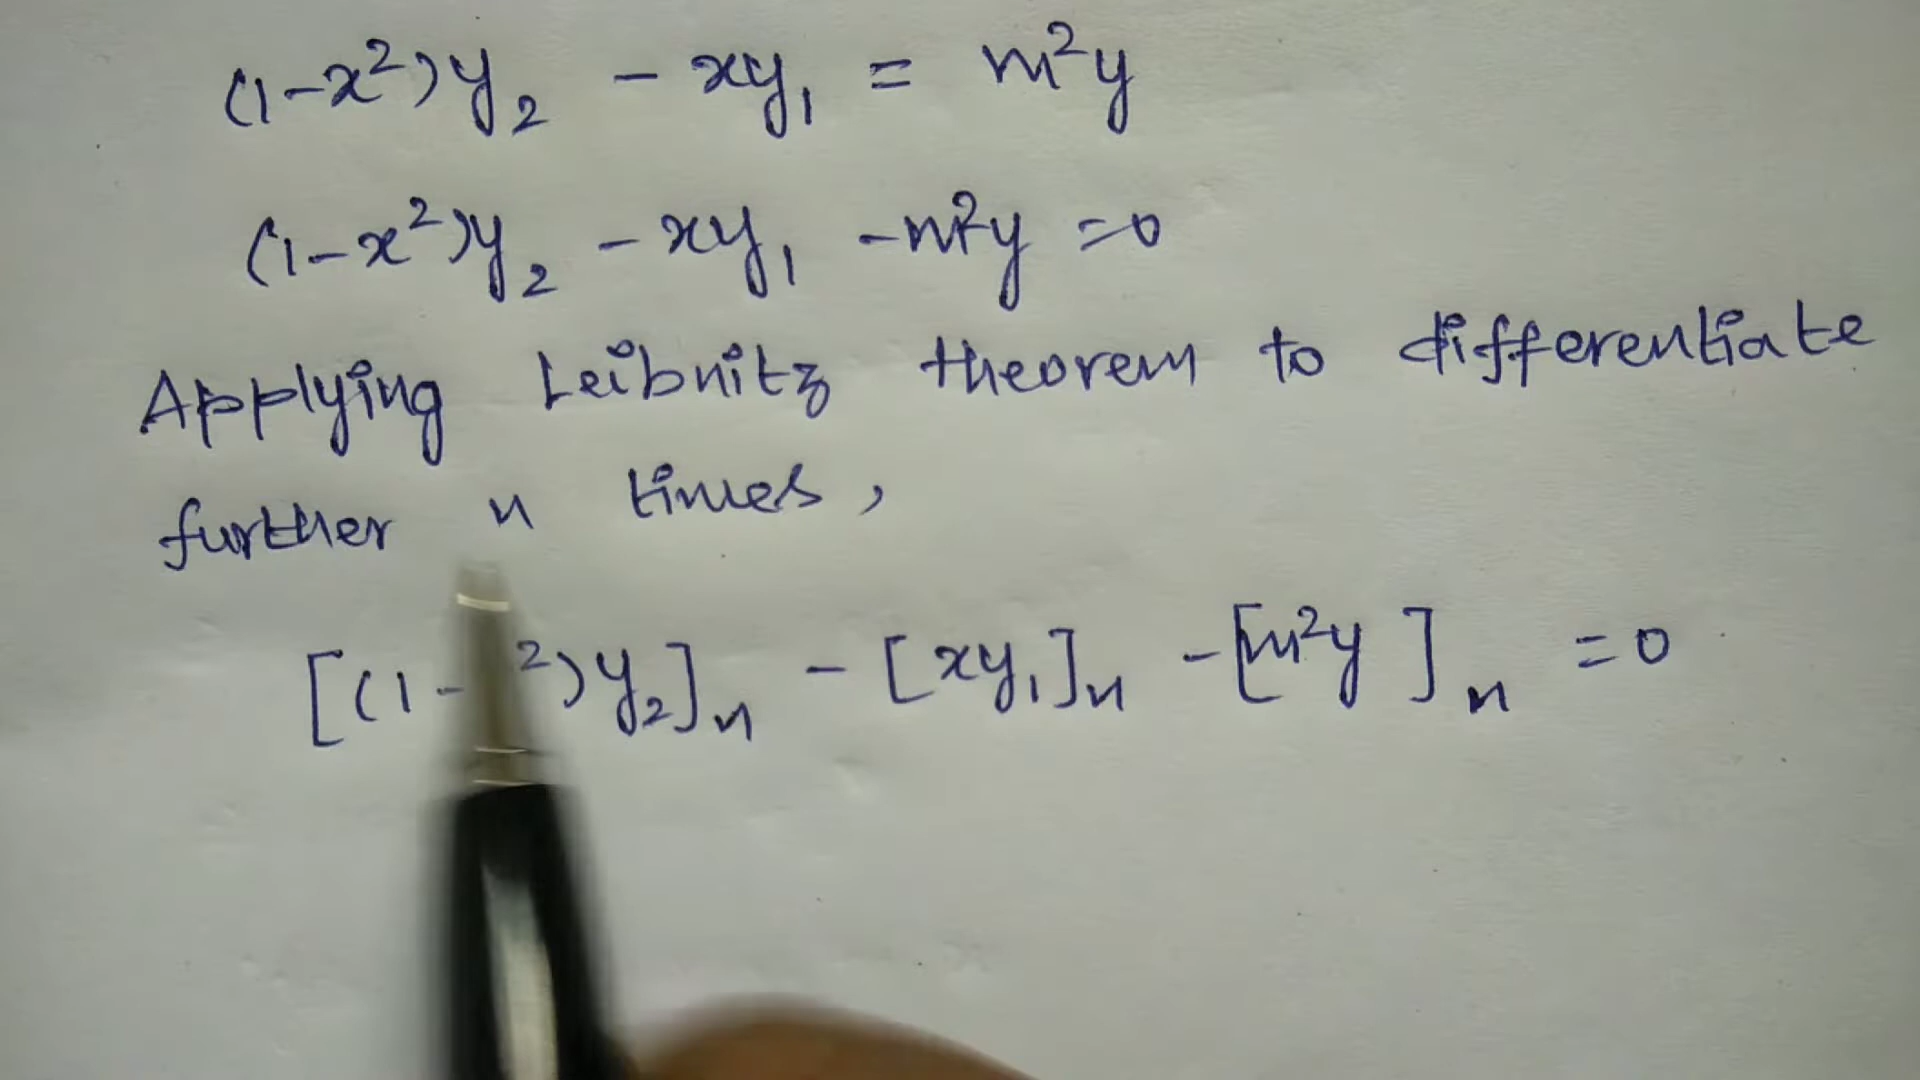 (1-x²)y₂ - xy₁ = m²y
(1-x²)y₂ - xy₁ - m²y =0
Applying Leibnitz theorem to differentiate
further n times,
[(1- ²)y₂]ₙ - [xy₁]ₙ - [m²y]ₙ =0